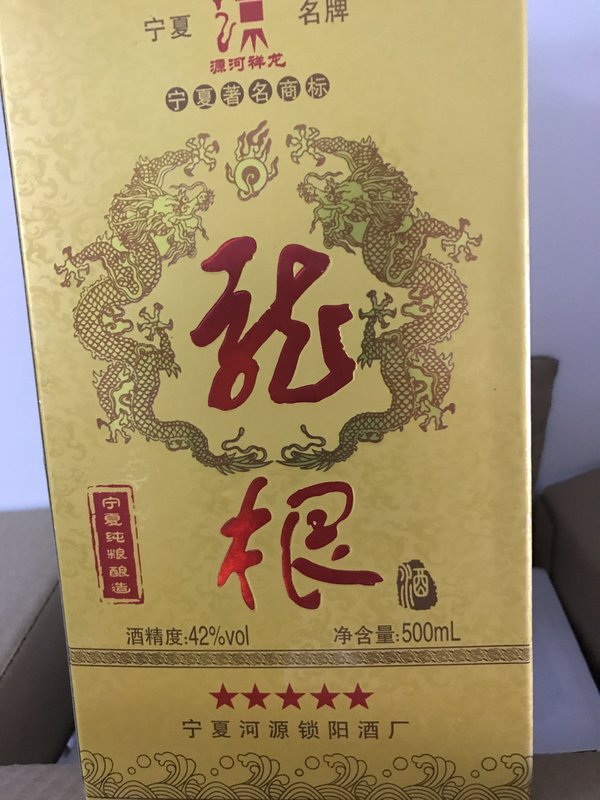 宁夏 名牌
源河祥龙
宁夏著名商标
龍
根
酒
宁夏纯粮酿造
酒精度:42%vol 净含量:500mL
宁夏河源锁阳酒厂